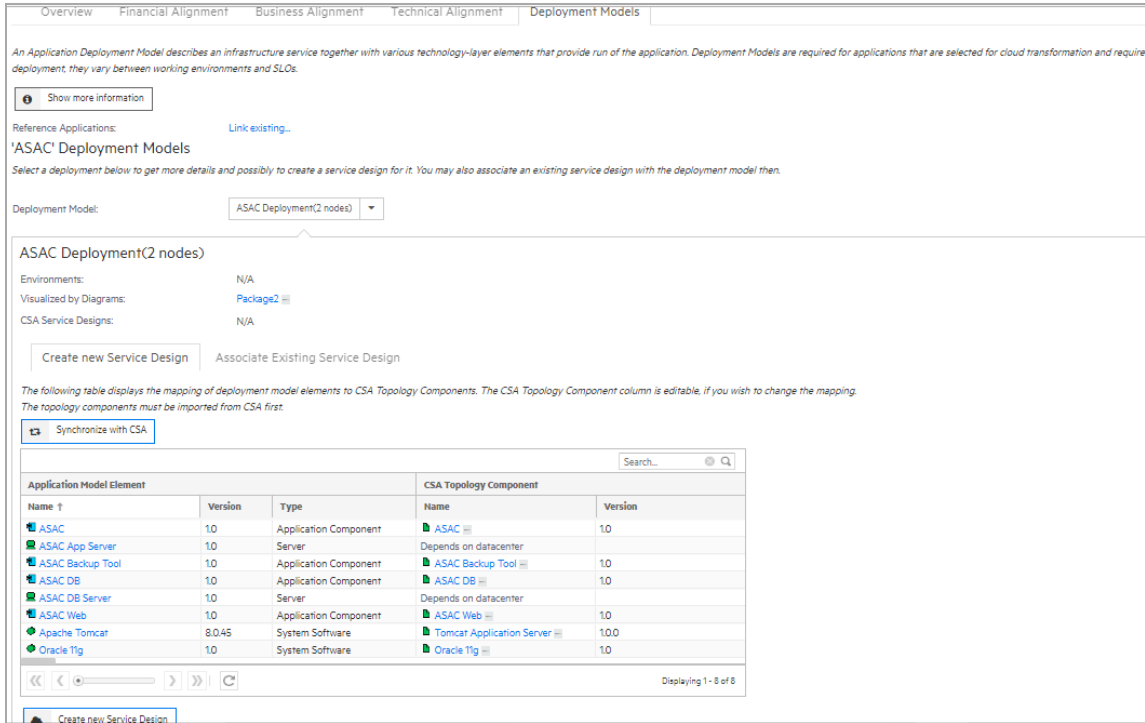 Overview Financial Alignment Business Alignment Technical Alignment Deployment Models
An Application Deployment Model describes an infrastructure service together with various technology-layer elements that provide run of the application. Deployment Models are required for applications that are selected for cloud transformation and require
deployment, they vary between working environments and SLOs.
Show more information
Reference Applications: Link existing...
'ASAC' Deployment Models
Select a deployment below to get more details and possibly to create a service design for it. You may also associate an existing service design with the deployment model then.
Deployment Model: ASAC Deployment(2 nodes)
ASAC Deployment(2 nodes)
Environments: N/A
Visualized by Diagrams: Package2
CSA Service Designs: N/A
Create new Service Design Associate Existing Service Design
The following table displays the mapping of deployment model elements to CSA Topology Components. The CSA Topology Component column is editable, if you wish to change the mapping.
The topology components must be imported from CSA first.
Synchronize with CSA
Search...
Application Model Element CSA Topology Component
Name ↑ Version Type Name Version
ASAC 1.0 Application Component ASAC 1.0
ASAC App Server 1.0 Server Depends on datacenter
ASAC Backup Tool 1.0 Application Component ASAC Backup Tool 1.0
ASAC DB 1.0 Application Component ASAC DB 1.0
ASAC DB Server 1.0 Server Depends on datacenter
ASAC Web 1.0 Application Component ASAC Web 1.0
Apache Tomcat 8.0.45 System Software Tomcat Application Server 1.0.0
Oracle 11g 1.0 System Software Oracle 11g 1.0
Displaying 1 - 8 of 8
Create new Service Design